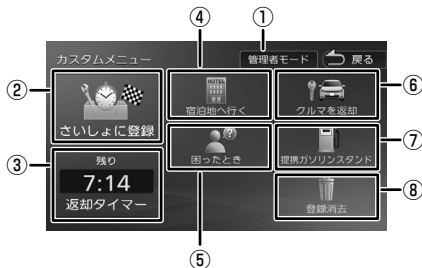 ④
①
カスタムメニュー
管理者モード
戻る
②
さいしょに登録
HOTEL
宿泊地へ行く
クルマを返却
⑥
③
残り
7:14
返却タイマー
?
困ったとき
提携ガソリンスタンド
⑦
登録消去
⑧
⑤